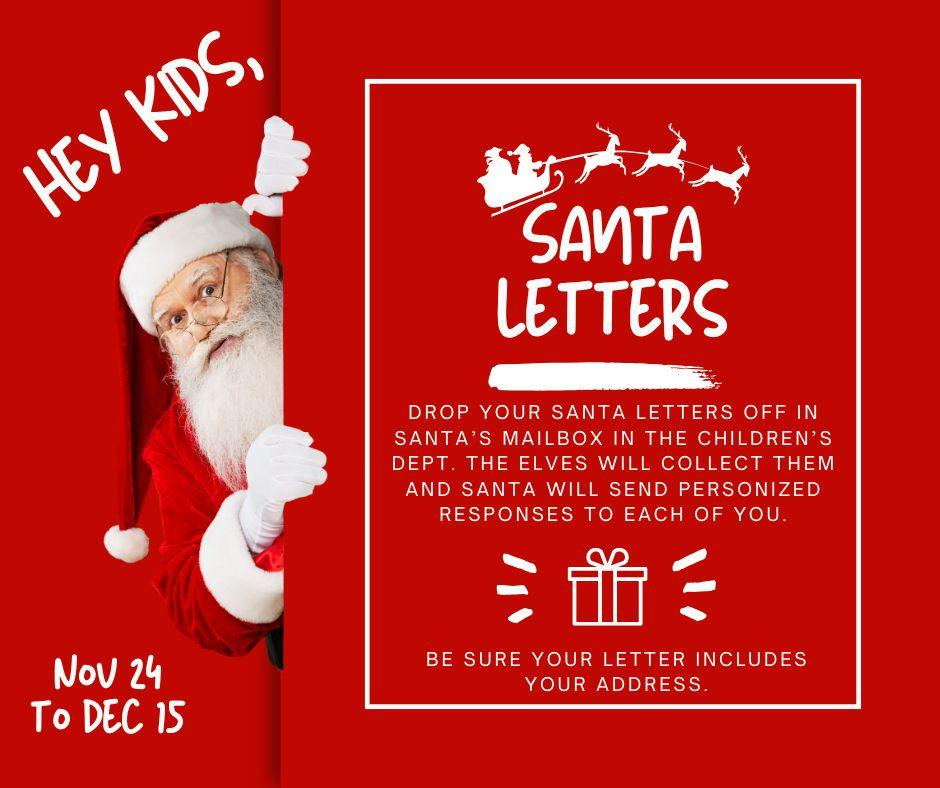 HEY KIDS,
SANTA
LETTERS
DROP YOUR SANTA LETTERS OFF IN
SANTA'S MAILBOX IN THE CHILDREN'S
DEPT. THE ELVES WILL COLLECT THEM
AND SANTA WILL SEND PERSONIZED
RESPONSES TO EACH OF YOU.
BE SURE YOUR LETTER INCLUDES
YOUR ADDRESS.
NOV 24
TO DEC 15